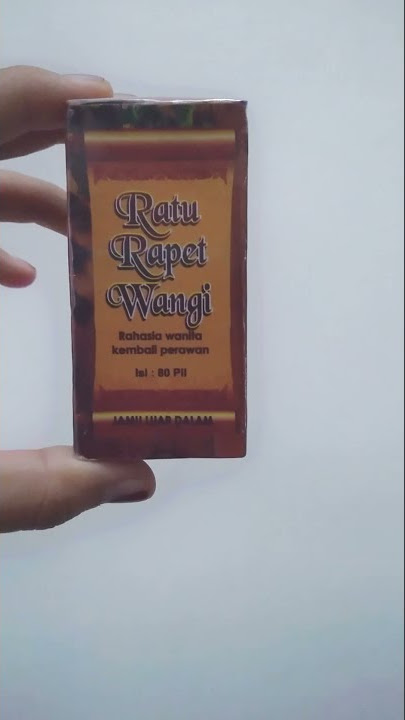 Ratu
Rapet
Wangi
Rahasia wanita
kembali perawan
Isi : 80 Pil
JAMU LUAR DALAM